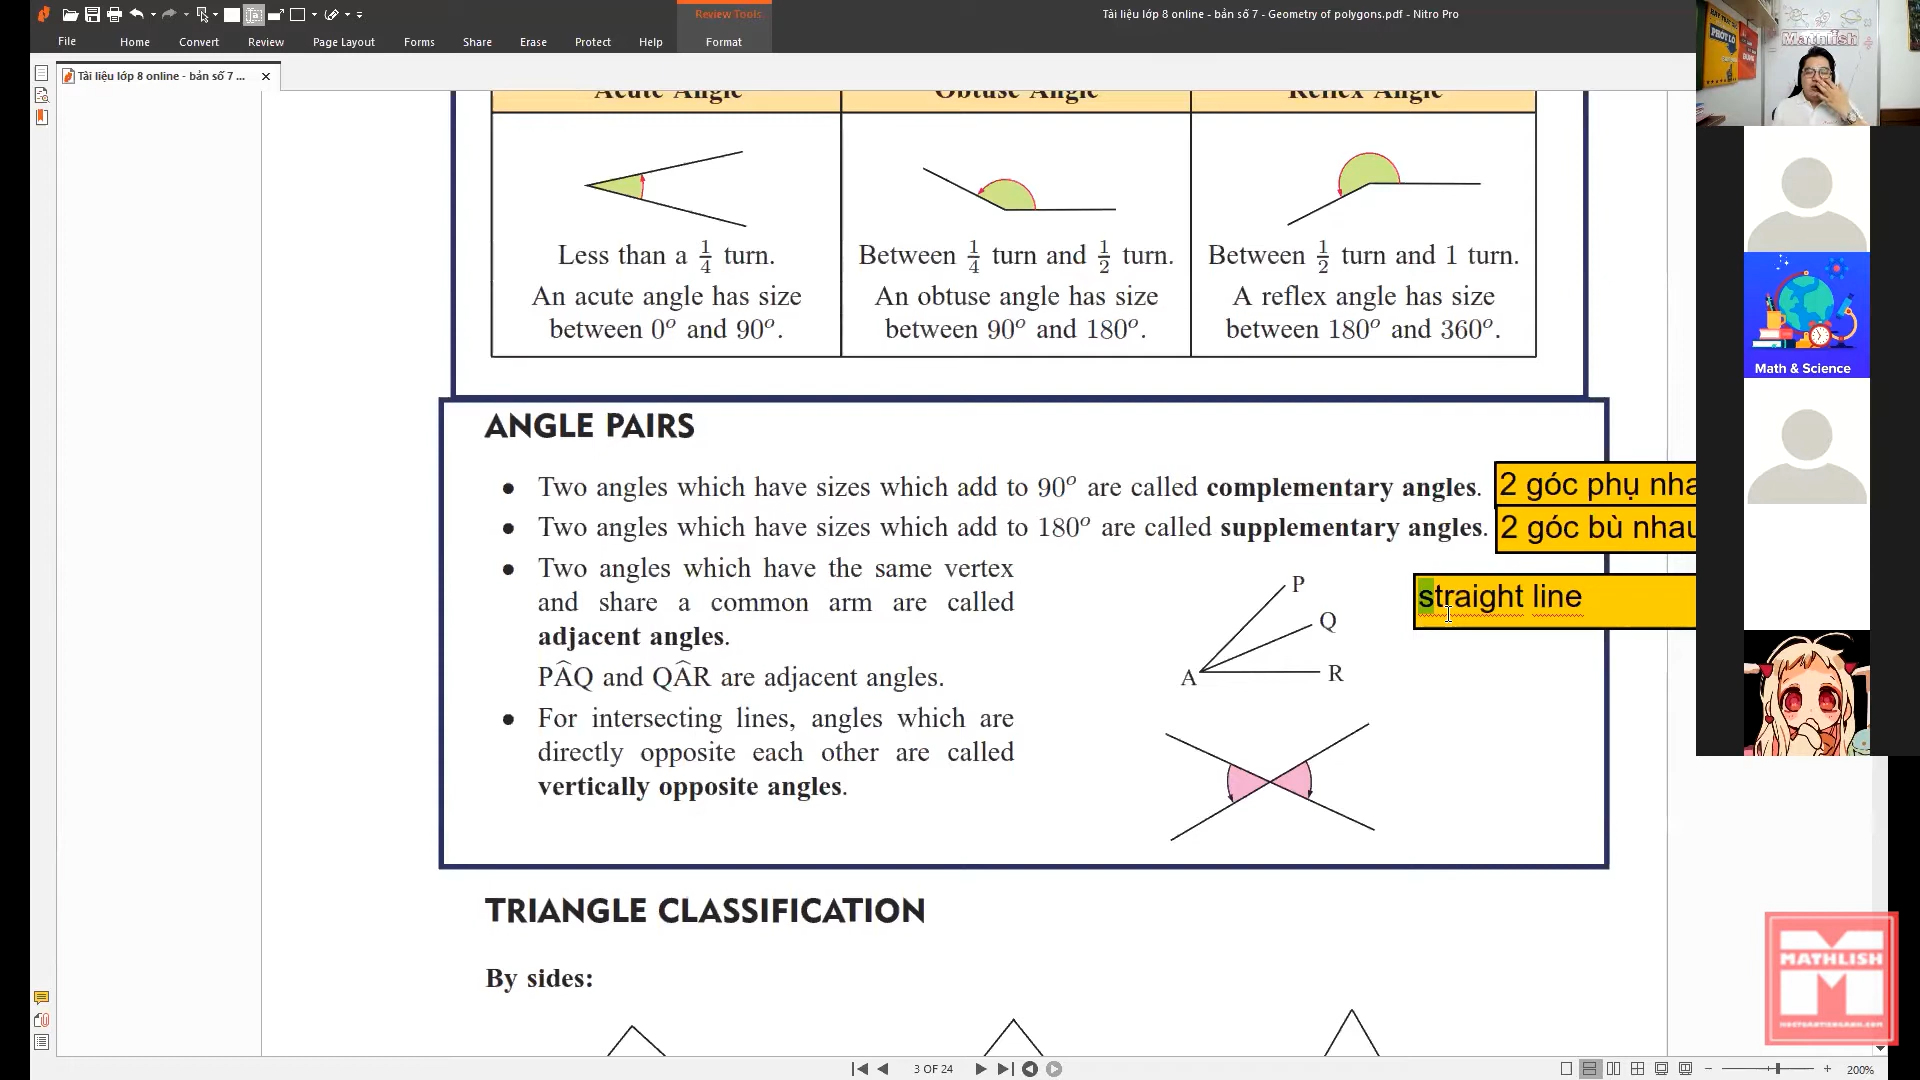 Review Tools
Tài liệu lớp 8 online - bản số 7 - Geometry of polygons.pdf - Nitro Pro
File Home Convert Review Page Layout Forms Share Erase Protect Help Format
Tài liệu lớp 8 online - bản số 7 ...
Mathlish
Acute Angle Obtuse Angle Reflex Angle
Less than a 1/4 turn.
An acute angle has size
between 0° and 90°.
Between 1/4 turn and 1/2 turn.
An obtuse angle has size
between 90° and 180°.
Between 1/2 turn and 1 turn.
A reflex angle has size
between 180° and 360°.
Math & Science
ANGLE PAIRS
• Two angles which have sizes which add to 90° are called complementary angles.
2 góc phụ nha
• Two angles which have sizes which add to 180° are called supplementary angles.
2 góc bù nhau
• Two angles which have the same vertex
and share a common arm are called
adjacent angles.
PÂQ and QÂR are adjacent angles.
P
Q
A
R
straight line
• For intersecting lines, angles which are
directly opposite each other are called
vertically opposite angles.
TRIANGLE CLASSIFICATION
By sides:
MATHLISH
3 OF 24
200%